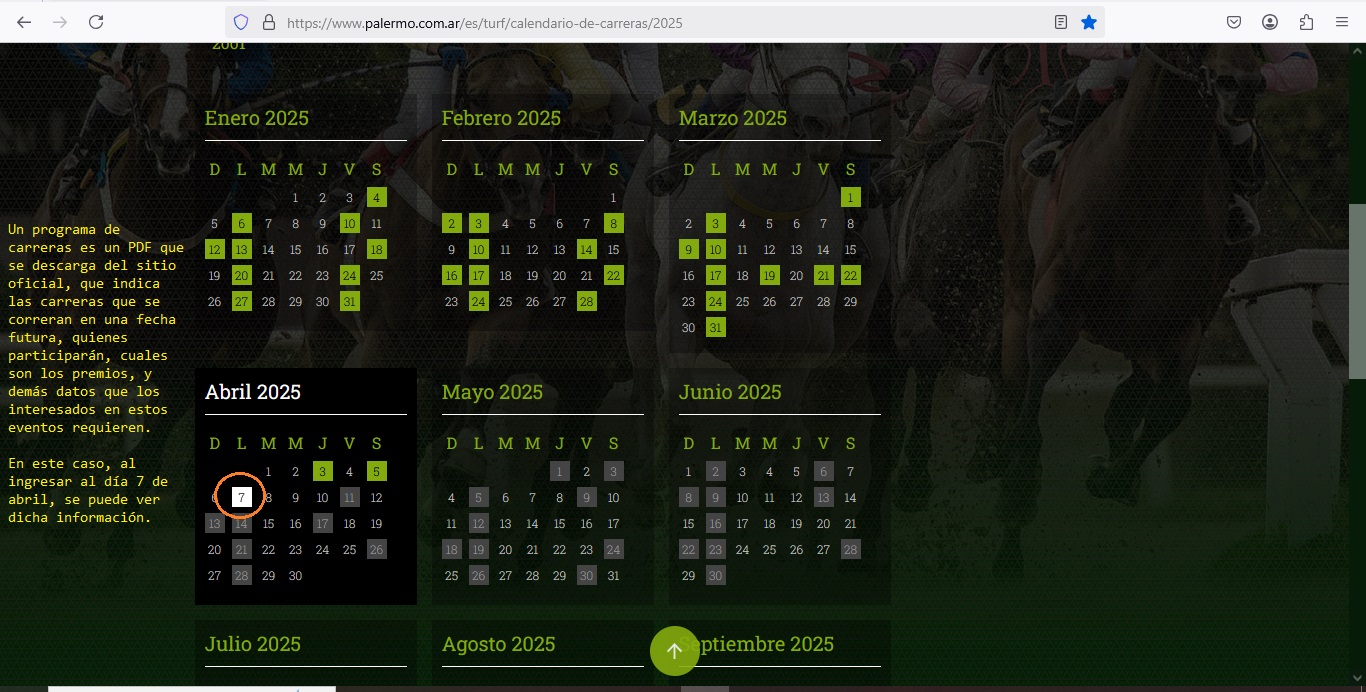 https://www.palermo.com.ar/es/turf/calendario-de-carreras/2025
2001
Enero 2025
D L M M J V S
1 2 3 4
5 6 7 8 9 10 11
12 13 14 15 16 17 18
19 20 21 22 23 24 25
26 27 28 29 30 31
Febrero 2025
D L M M J V S
1
2 3 4 5 6 7 8
9 10 11 12 13 14 15
16 17 18 19 20 21 22
23 24 25 26 27 28
Marzo 2025
D L M M J V S
1
2 3 4 5 6 7 8
9 10 11 12 13 14 15
16 17 18 19 20 21 22
23 24 25 26 27 28 29
30 31
Un programa de
carreras es un PDF que
se descarga del sitio
oficial, que indica
las carreras que se
correran en una fecha
futura, quienes
participarán, cuales
son los premios, y
demás datos que los
interesados en estos
eventos requieren.
En este caso, al
ingresar al día 7 de
abril, se puede ver
dicha información.
Abril 2025
D L M M J V S
1 2 3 4 5
6 7 8 9 10 11 12
13 14 15 16 17 18 19
20 21 22 23 24 25 26
27 28 29 30
Mayo 2025
D L M M J V S
1 2 3
4 5 6 7 8 9 10
11 12 13 14 15 16 17
18 19 20 21 22 23 24
25 26 27 28 29 30 31
Junio 2025
D L M M J V S
1 2 3 4 5 6 7
8 9 10 11 12 13 14
15 16 17 18 19 20 21
22 23 24 25 26 27 28
29 30
Julio 2025
Agosto 2025
Septiembre 2025